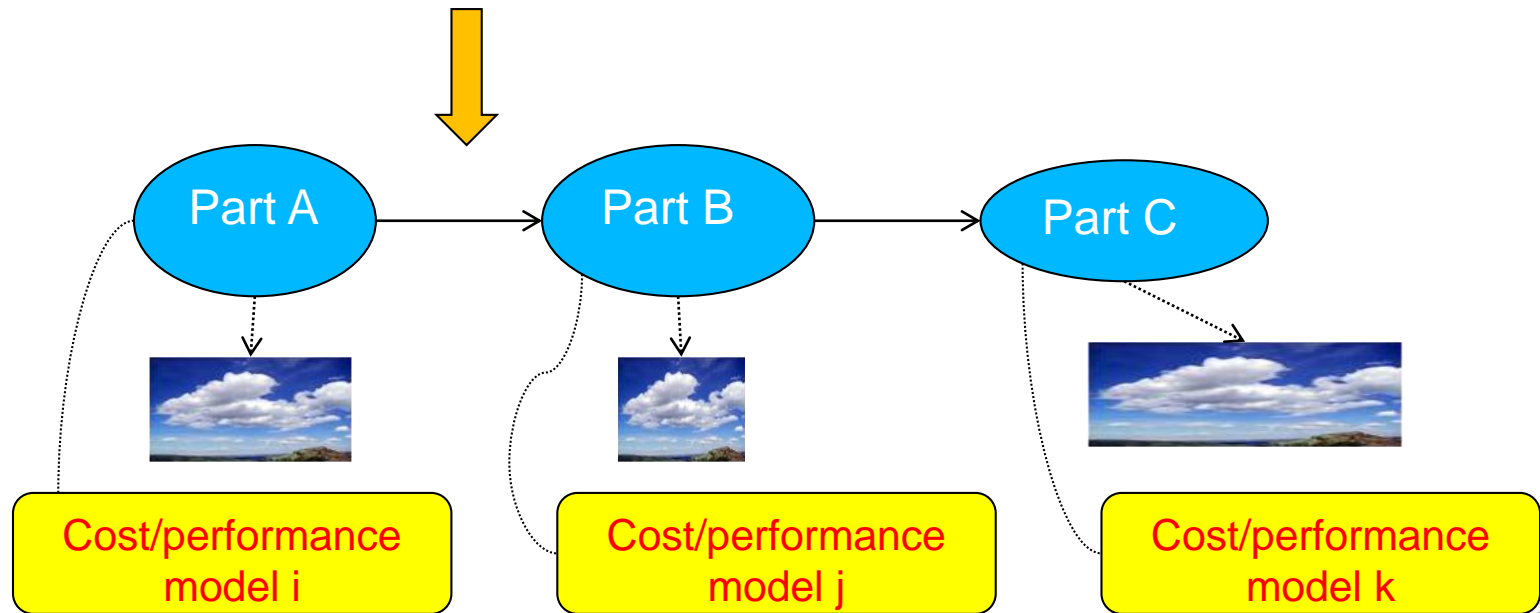 Part A
Part B
Part C
Cost/performance
model i
Cost/performance
model j
Cost/performance
model k